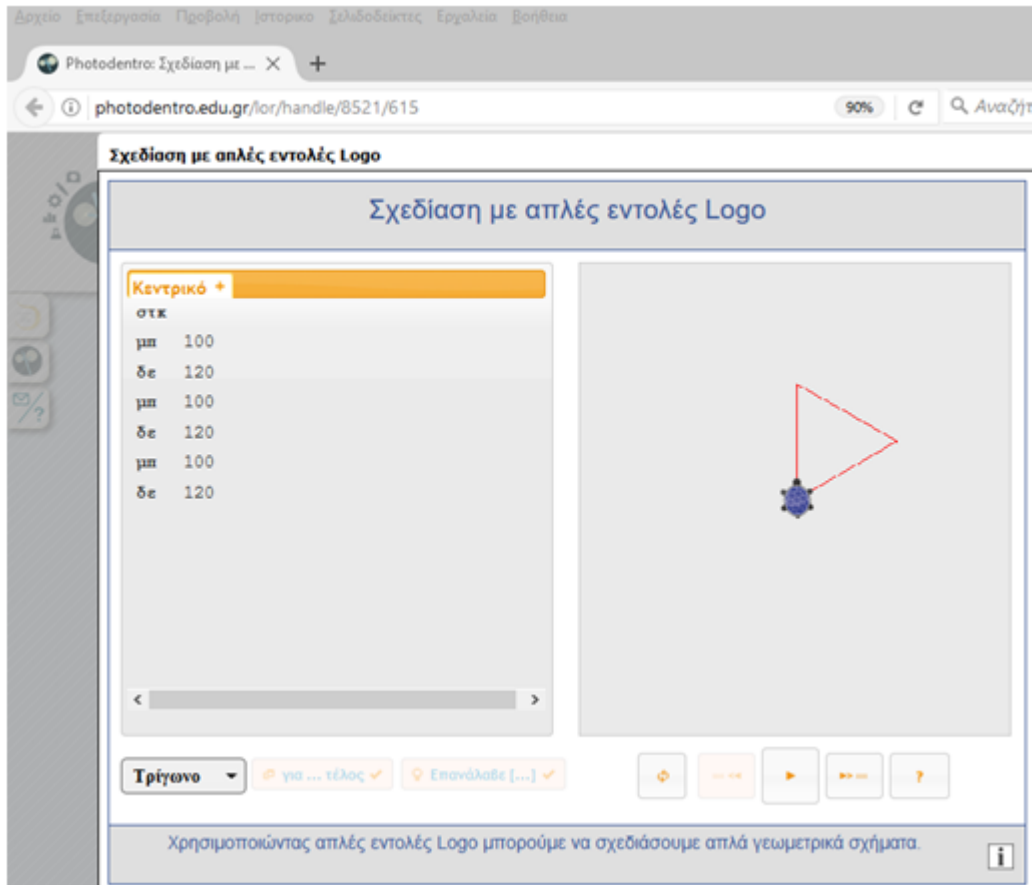 Αρχείο Επεξεργασία Προβολή Ιστορικο Σελιδοδείκτες Εργαλεία Βοήθεια
Photodentro: Σχεδίαση με ... × +
photodentro.edu.gr/lor/handle/8521/615 90% Αναζήτ
Σχεδίαση με απλές εντολές Logo
Σχεδίαση με απλές εντολές Logo
Κεντρικό +
στκ
μπ 100
δε 120
μπ 100
δε 120
μπ 100
δε 120
Τρίγωνο για ... τέλος Επανάλαβε [...] ?
Χρησιμοποιώντας απλές εντολές Logo μπορούμε να σχεδιάσουμε απλά γεωμετρικά σχήματα.
i